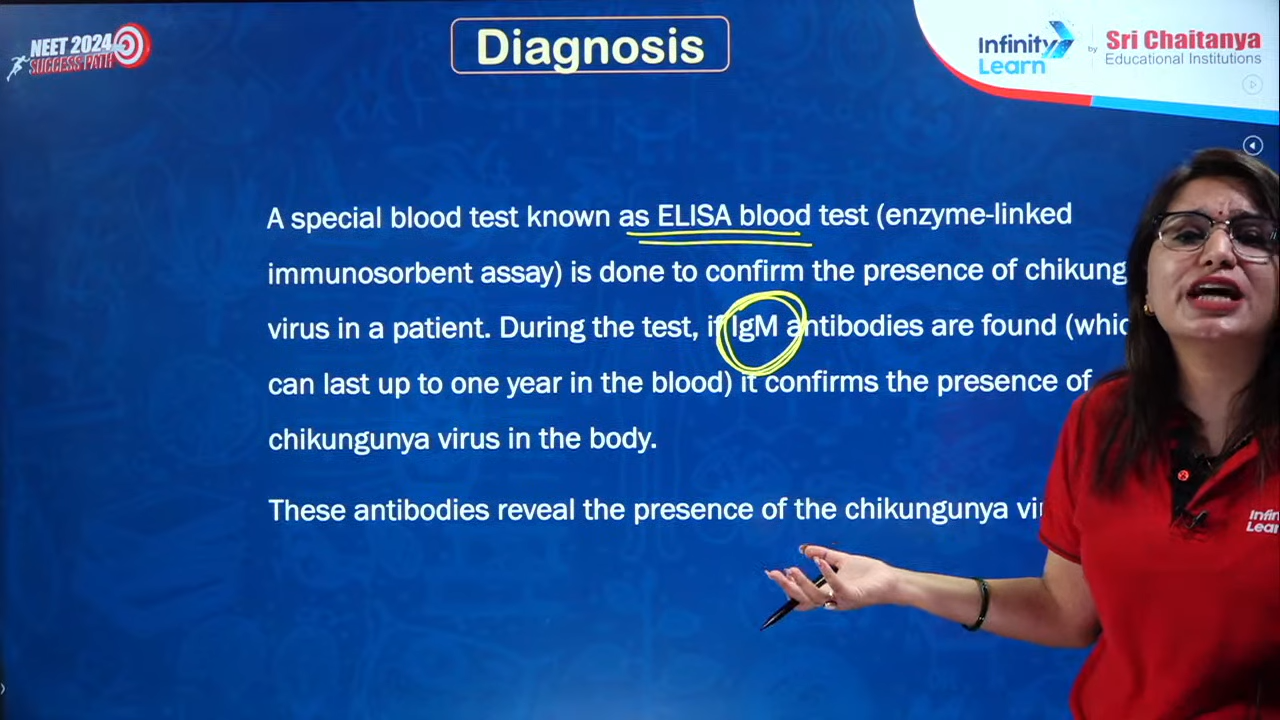 NEET 2024
SUCCESS PATH
Diagnosis
Infinity
Learn
by
Sri Chaitanya
Educational Institutions
A special blood test known as ELISA blood test (enzyme-linked
immunosorbent assay) is done to confirm the presence of chikung
virus in a patient. During the test, if IgM antibodies are found (whic
can last up to one year in the blood) it confirms the presence of
chikungunya virus in the body.
These antibodies reveal the presence of the chikungunya
Infin
Lear